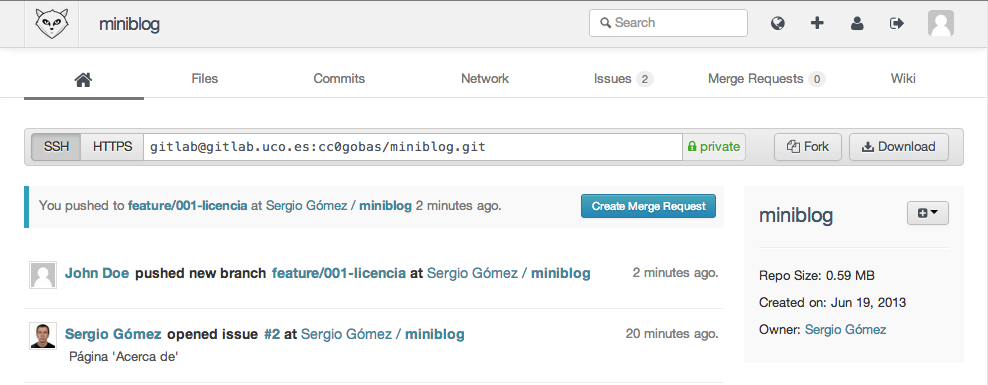 miniblog
Search
Files
Commits
Network
Issues 2
Merge Requests 0
Wiki
SSH HTTPS gitlab@gitlab.uco.es:cc0gobas/miniblog.git private Fork Download
You pushed to feature/001-licencia at Sergio Gómez / miniblog 2 minutes ago. Create Merge Request
miniblog
John Doe pushed new branch feature/001-licencia at Sergio Gómez / miniblog 2 minutes ago.
Sergio Gómez opened issue #2 at Sergio Gómez / miniblog 20 minutes ago.
Página 'Acerca de'
Repo Size: 0.59 MB
Created on: Jun 19, 2013
Owner: Sergio Gómez